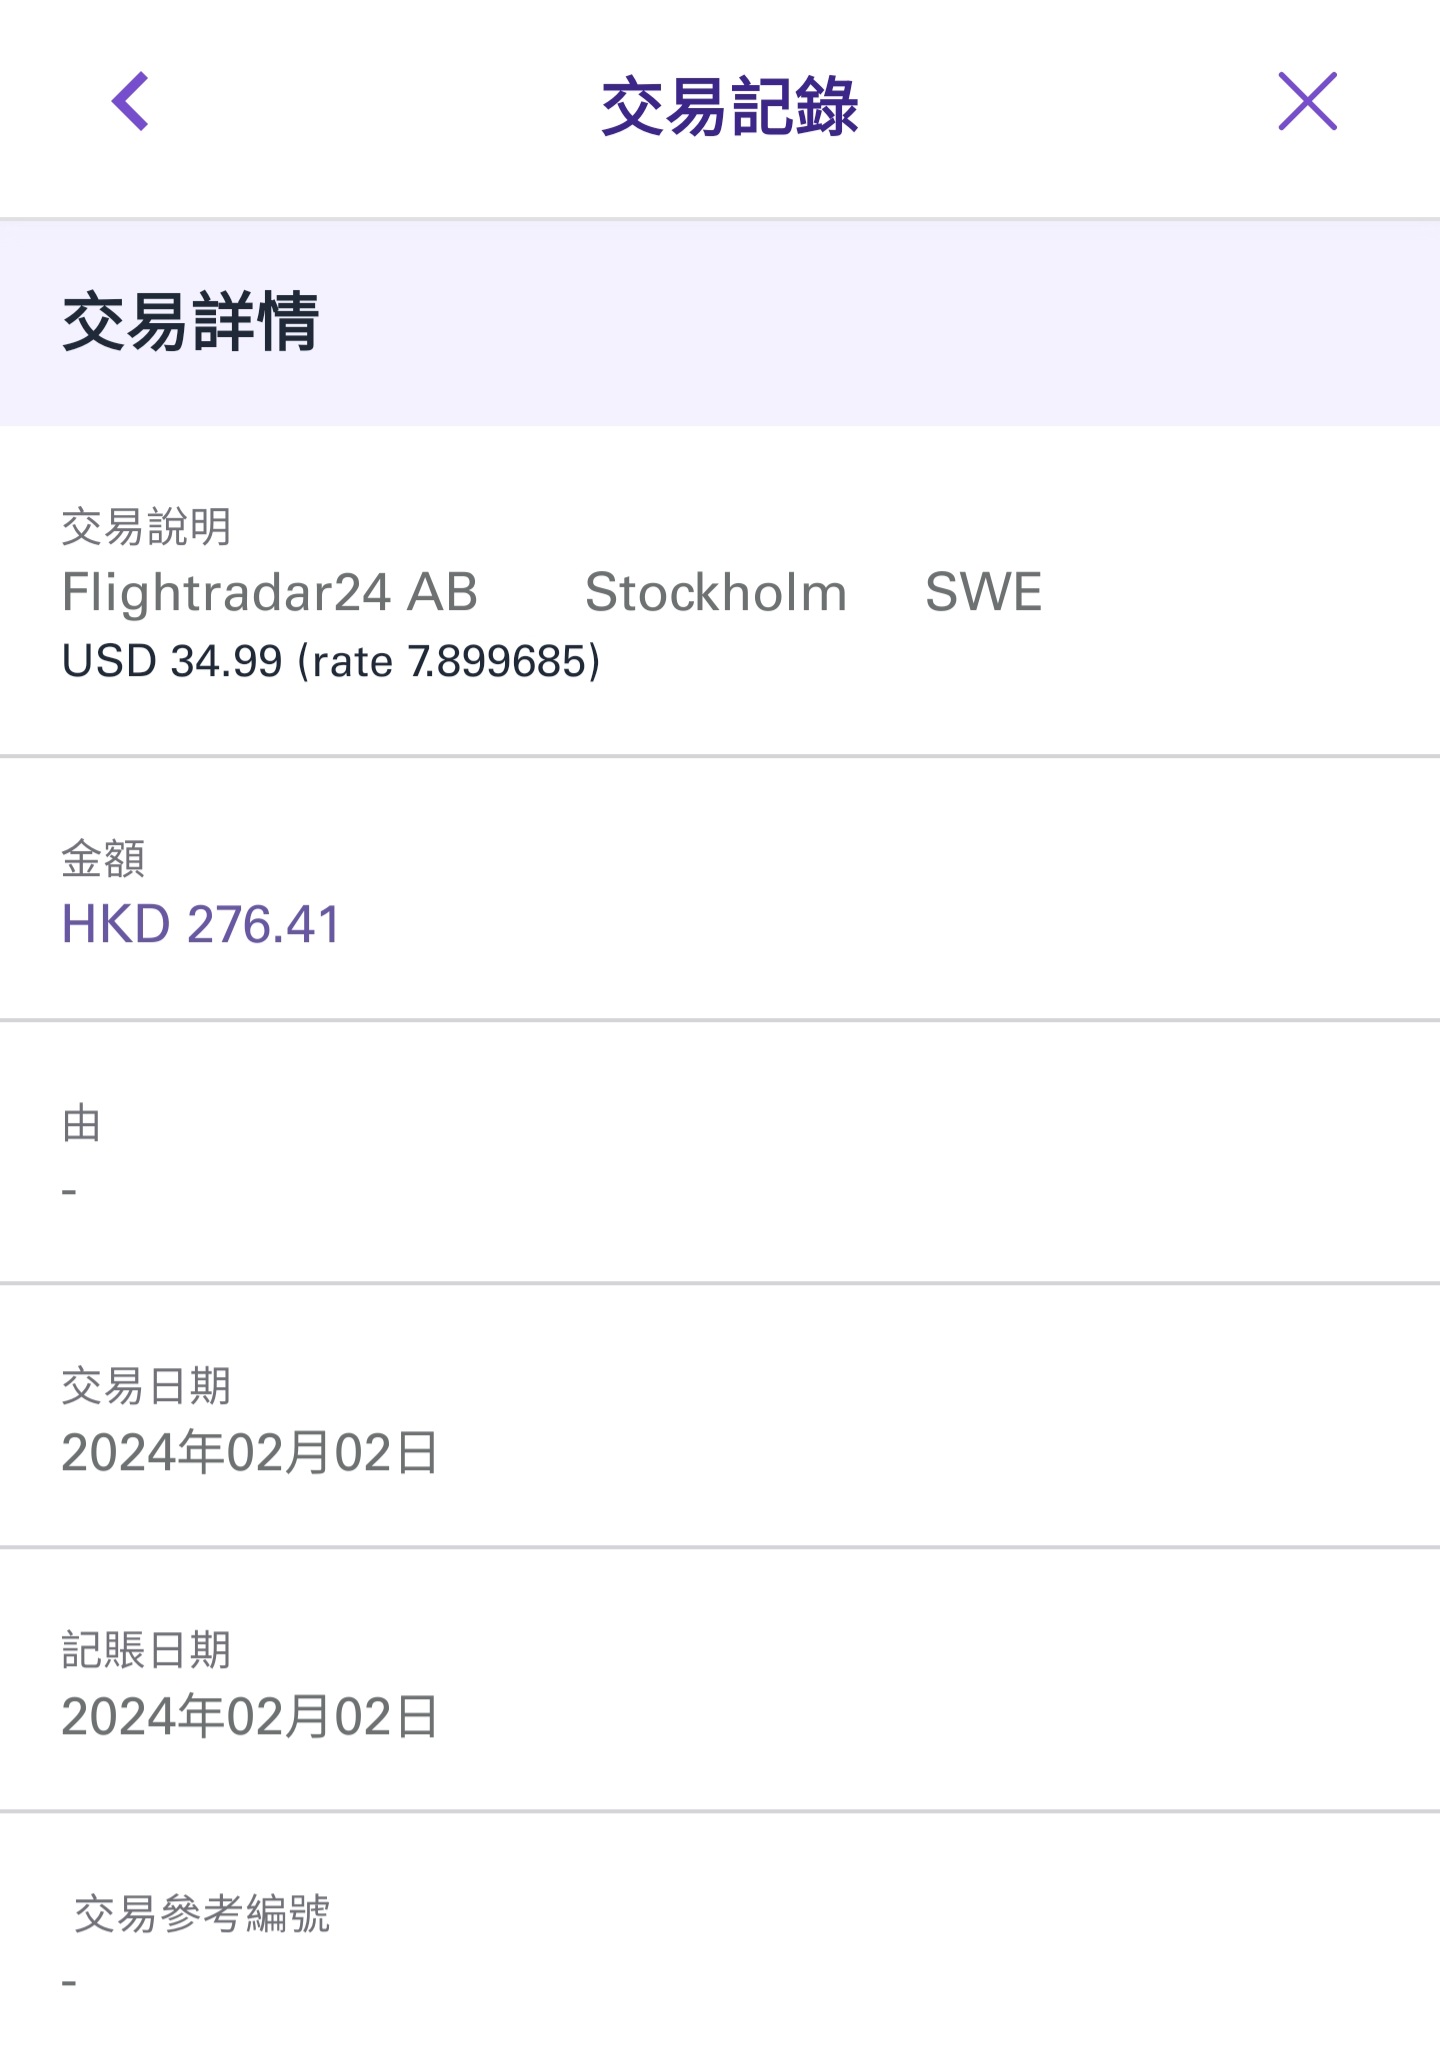 交易記錄
交易詳情
交易說明
Flightradar24 AB Stockholm SWE
USD 34.99 (rate 7.899685)
金額
HKD 276.41
由
-
交易日期
2024年02月02日
記賬日期
2024年02月02日
交易參考編號
-